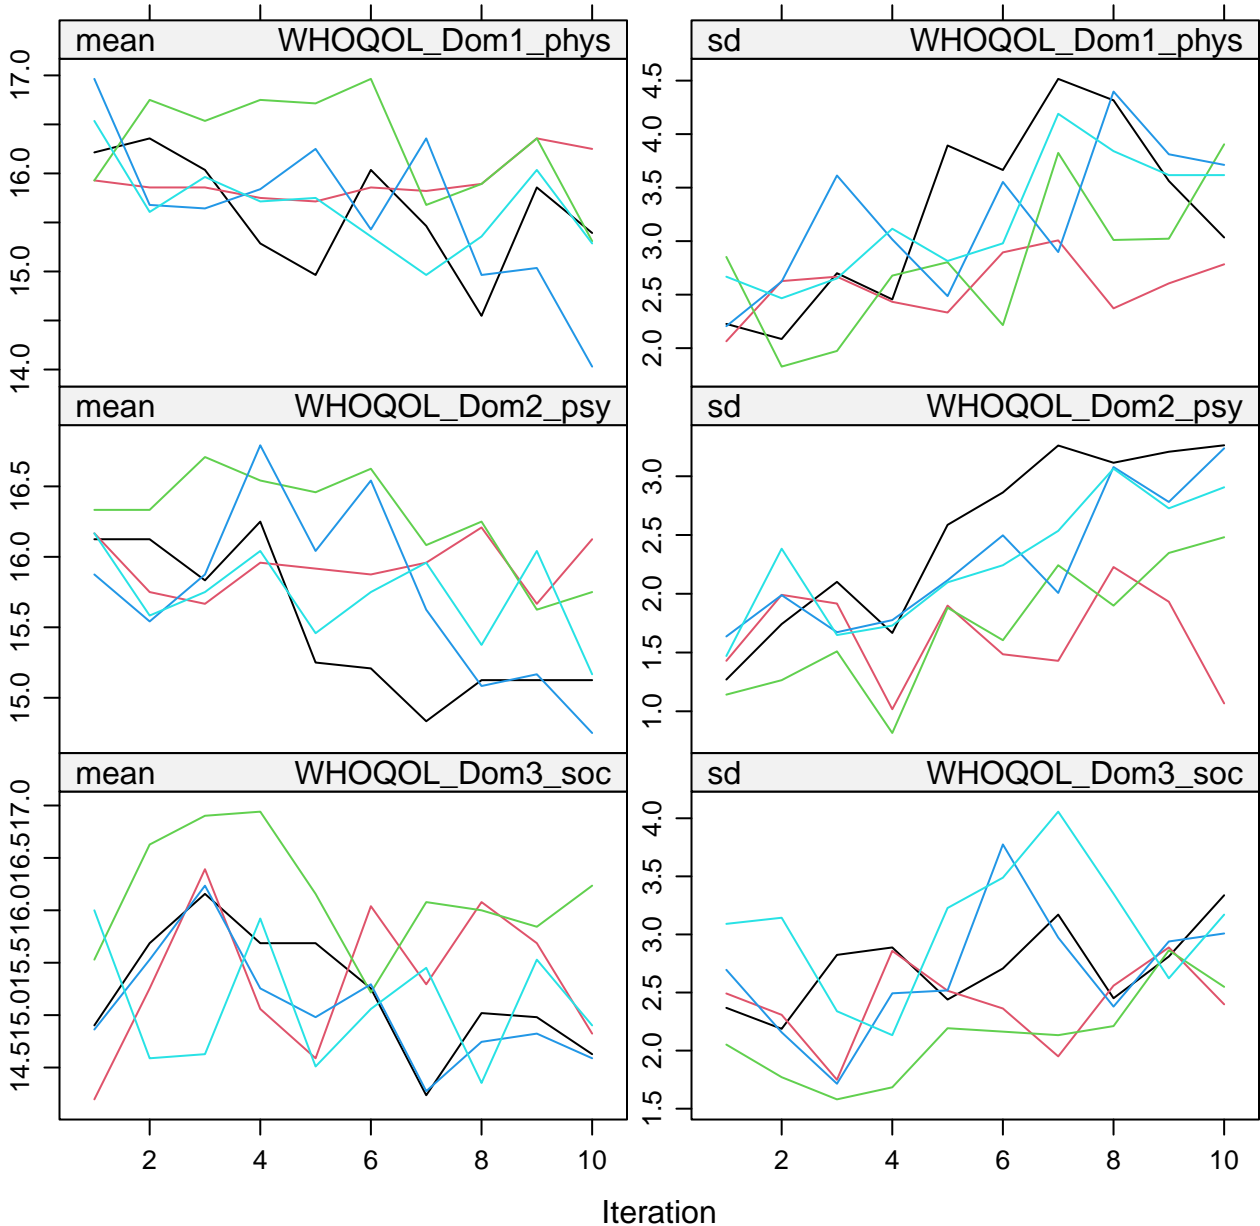 mean WHOQOL_Dom1_phys
sd WHOQOL_Dom1_phys
14.0 15.0 16.0 17.0
2.0 2.5 3.0 3.5 4.0 4.5
mean WHOQOL_Dom2_psy
sd WHOQOL_Dom2_psy
15.0 15.5 16.0 16.5
1.0 1.5 2.0 2.5 3.0
mean WHOQOL_Dom3_soc
sd WHOQOL_Dom3_soc
14.515.015.516.016.517.0
1.5 2.0 2.5 3.0 3.5 4.0
2 4 6 8 10
2 4 6 8 10
Iteration